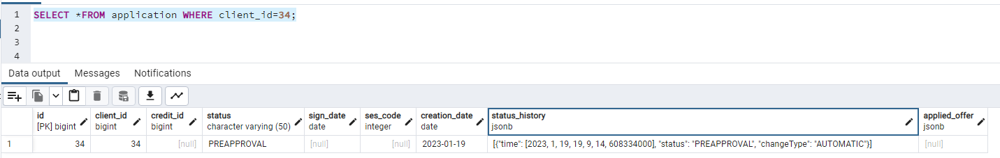 1 SELECT *FROM application WHERE client_id=34;
2
3
4
Data output Messages Notifications
id client_id credit_id status sign_date ses_code creation_date status_history applied_offer
[PK] bigint bigint bigint character varying (50) date integer date jsonb jsonb
1 34 34 [null] PREAPPROVAL [null] [null] 2023-01-19 [{"time": [2023, 1, 19, 19, 9, 14, 608334000], "status": "PREAPPROVAL", "changeType": "AUTOMATIC"}] [null]